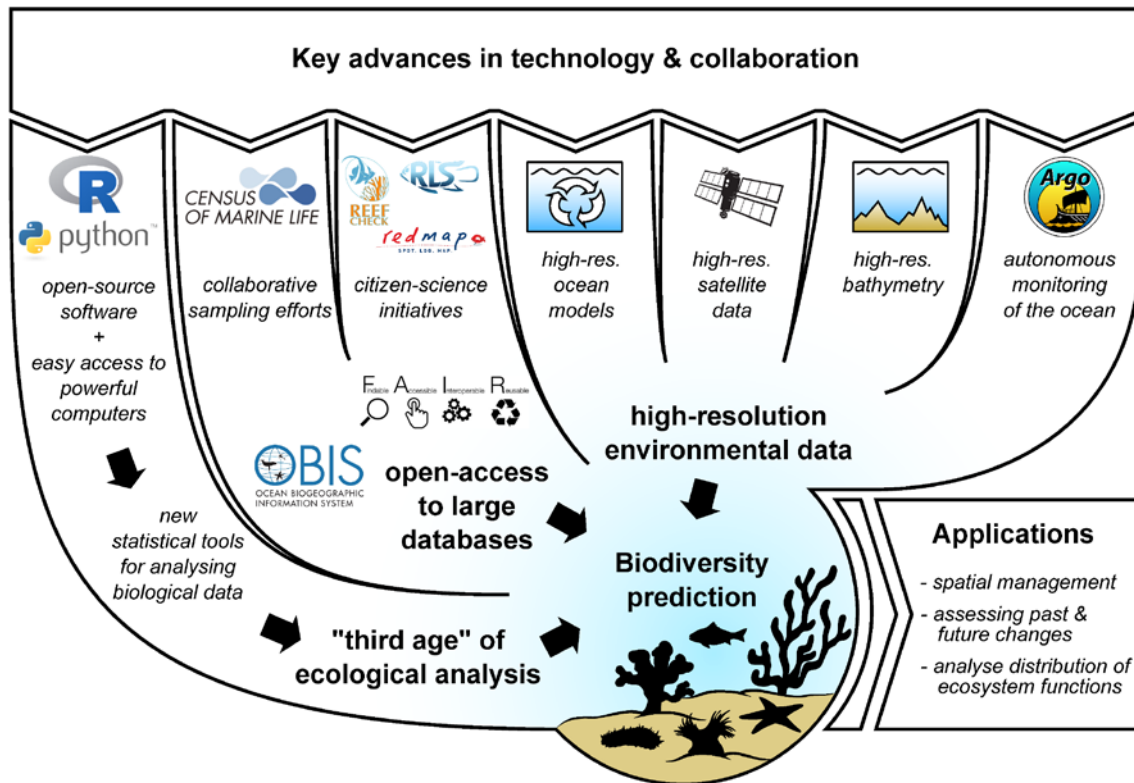 Key advances in technology & collaboration
R
python™
open-source
software
+
easy access to
powerful
computers
CENSUS
OF MARINE LIFE
collaborative
sampling efforts
REEF
CHECK
RLS
redmap
SPOT. LOG. MAP.
citizen-science
initiatives
high-res.
ocean
models
high-res.
satellite
data
high-res.
bathymetry
Argo
autonomous
monitoring
of the ocean
Findable Accessible Interoperable Reusable
OBIS
OCEAN BIOGEOGRAPHIC
INFORMATION SYSTEM
open-access
to large
databases
high-resolution
environmental data
new
statistical tools
for analysing
biological data
"third age" of
ecological analysis
Biodiversity
prediction
Applications
- spatial management
- assessing past &
future changes
- analyse distribution of
ecosystem functions